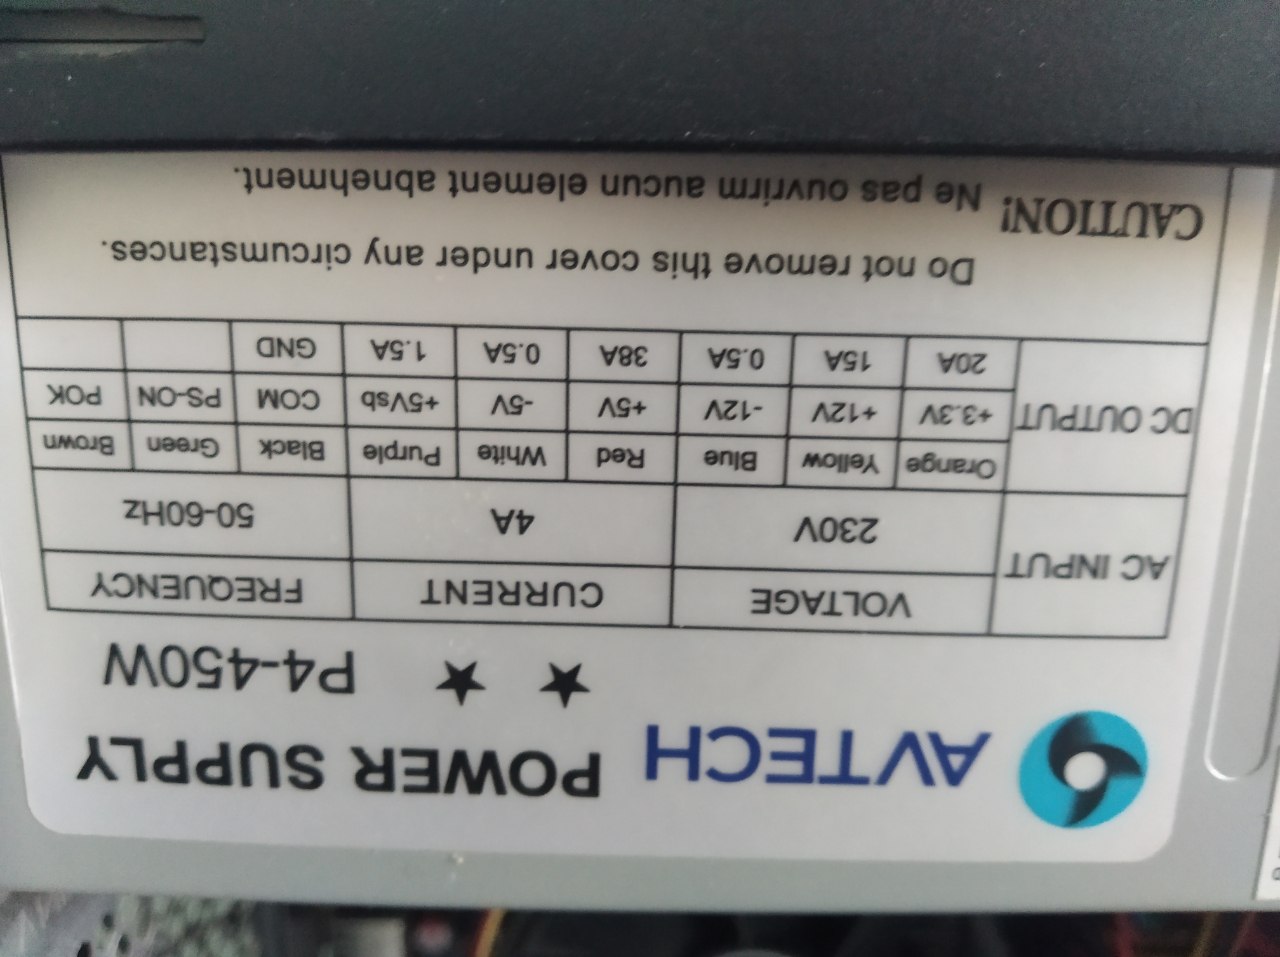 AVTECH POWER SUPPLY
★ ★ P4-450W
VOLTAGE CURRENT FREQUENCY
AC INPUT 230V 4A 50-60Hz
Orange Yellow Blue Red White Purple Black Green Brown
DC OUTPUT +3.3V +12V -12V +5V -5V +5Vsb COM PS-ON POK
20A 15A 0.5A 38A 0.5A 1.5A GND
Do not remove this cover under any circumstances.
CAUTION! Ne pas ouvrirm aucun element abnehment.